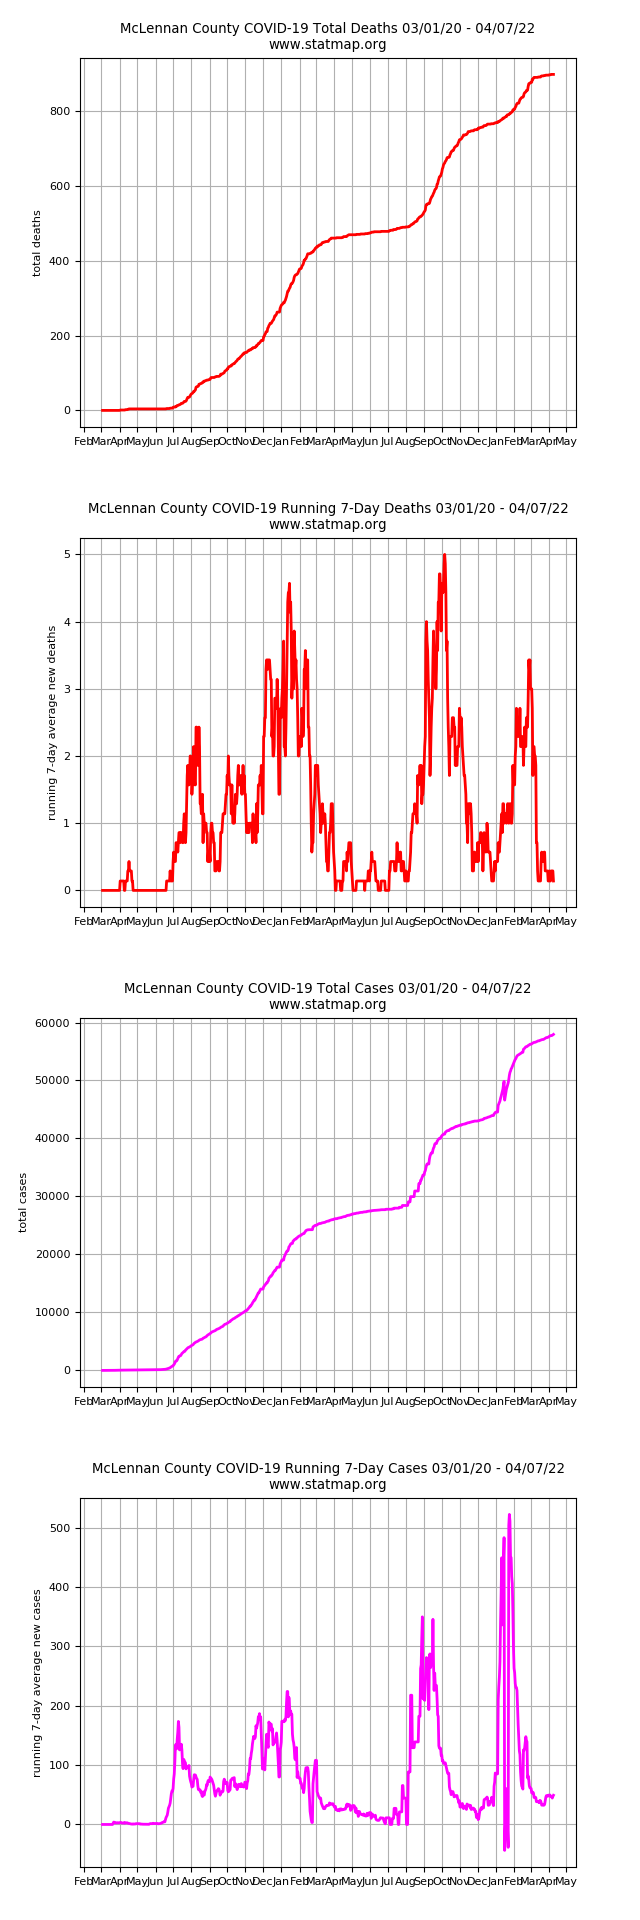 McLennan County COVID-19 Total Deaths 03/01/20 - 04/07/22
www.statmap.org
total deaths
800
600
400
200
0
Feb Mar Apr May Jun Jul Aug Sep Oct Nov Dec Jan Feb Mar Apr May Jun Jul Aug Sep Oct Nov Dec Jan Feb Mar Apr May
McLennan County COVID-19 Running 7-Day Deaths 03/01/20 - 04/07/22
www.statmap.org
running 7-day average new deaths
5
4
3
2
1
0
Feb Mar Apr May Jun Jul Aug Sep Oct Nov Dec Jan Feb Mar Apr May Jun Jul Aug Sep Oct Nov Dec Jan Feb Mar Apr May
McLennan County COVID-19 Total Cases 03/01/20 - 04/07/22
www.statmap.org
total cases
60000
50000
40000
30000
20000
10000
0
Feb Mar Apr May Jun Jul Aug Sep Oct Nov Dec Jan Feb Mar Apr May Jun Jul Aug Sep Oct Nov Dec Jan Feb Mar Apr May
McLennan County COVID-19 Running 7-Day Cases 03/01/20 - 04/07/22
www.statmap.org
running 7-day average new cases
500
400
300
200
100
0
Feb Mar Apr May Jun Jul Aug Sep Oct Nov Dec Jan Feb Mar Apr May Jun Jul Aug Sep Oct Nov Dec Jan Feb Mar Apr May